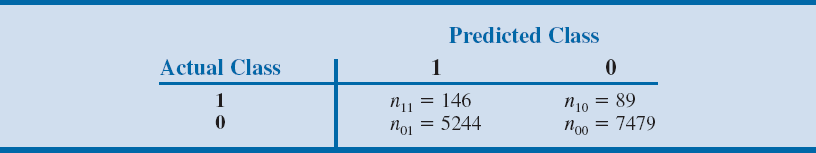 Predicted Class
Actual Class 1 0
1 n₁₁ = 146 n₁₀ = 89
0 n₀₁ = 5244 n₀₀ = 7479